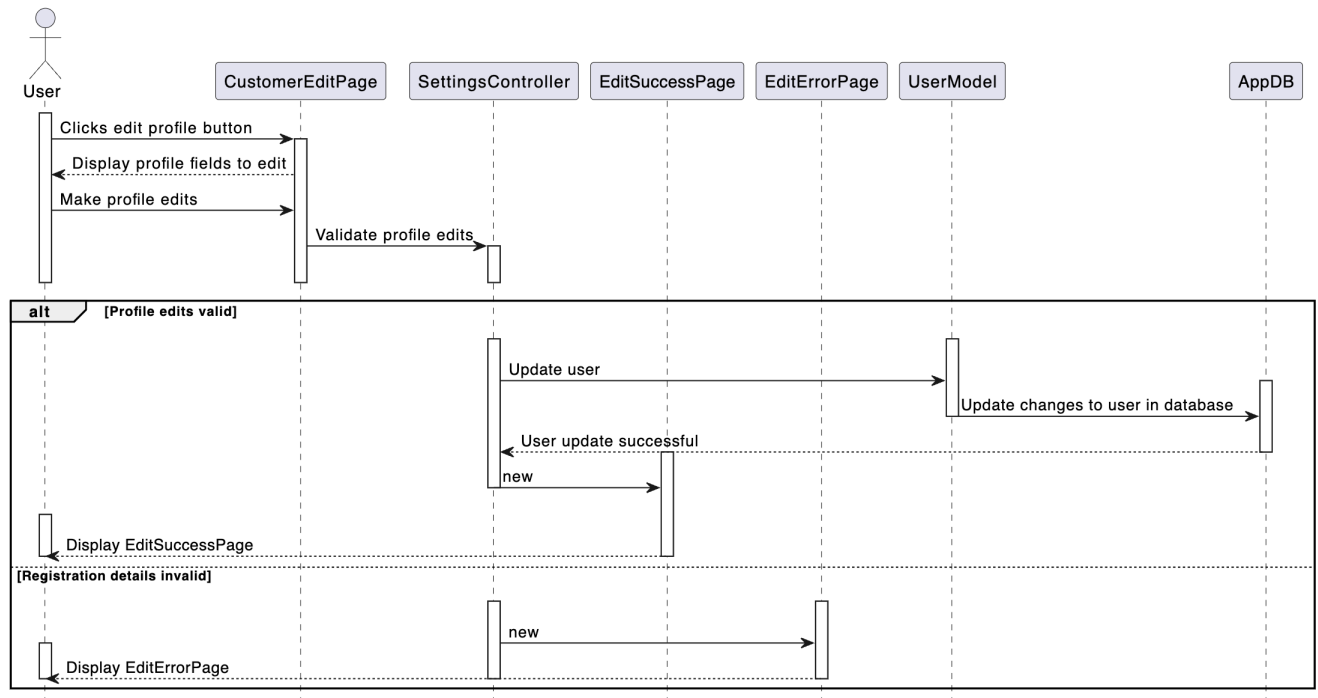 User
CustomerEditPage
SettingsController
EditSuccessPage
EditErrorPage
UserModel
AppDB
Clicks edit profile button
Display profile fields to edit
Make profile edits
Validate profile edits
alt
[Profile edits valid]
Update user
Update changes to user in database
User update successful
new
Display EditSuccessPage
[Registration details invalid]
new
Display EditErrorPage